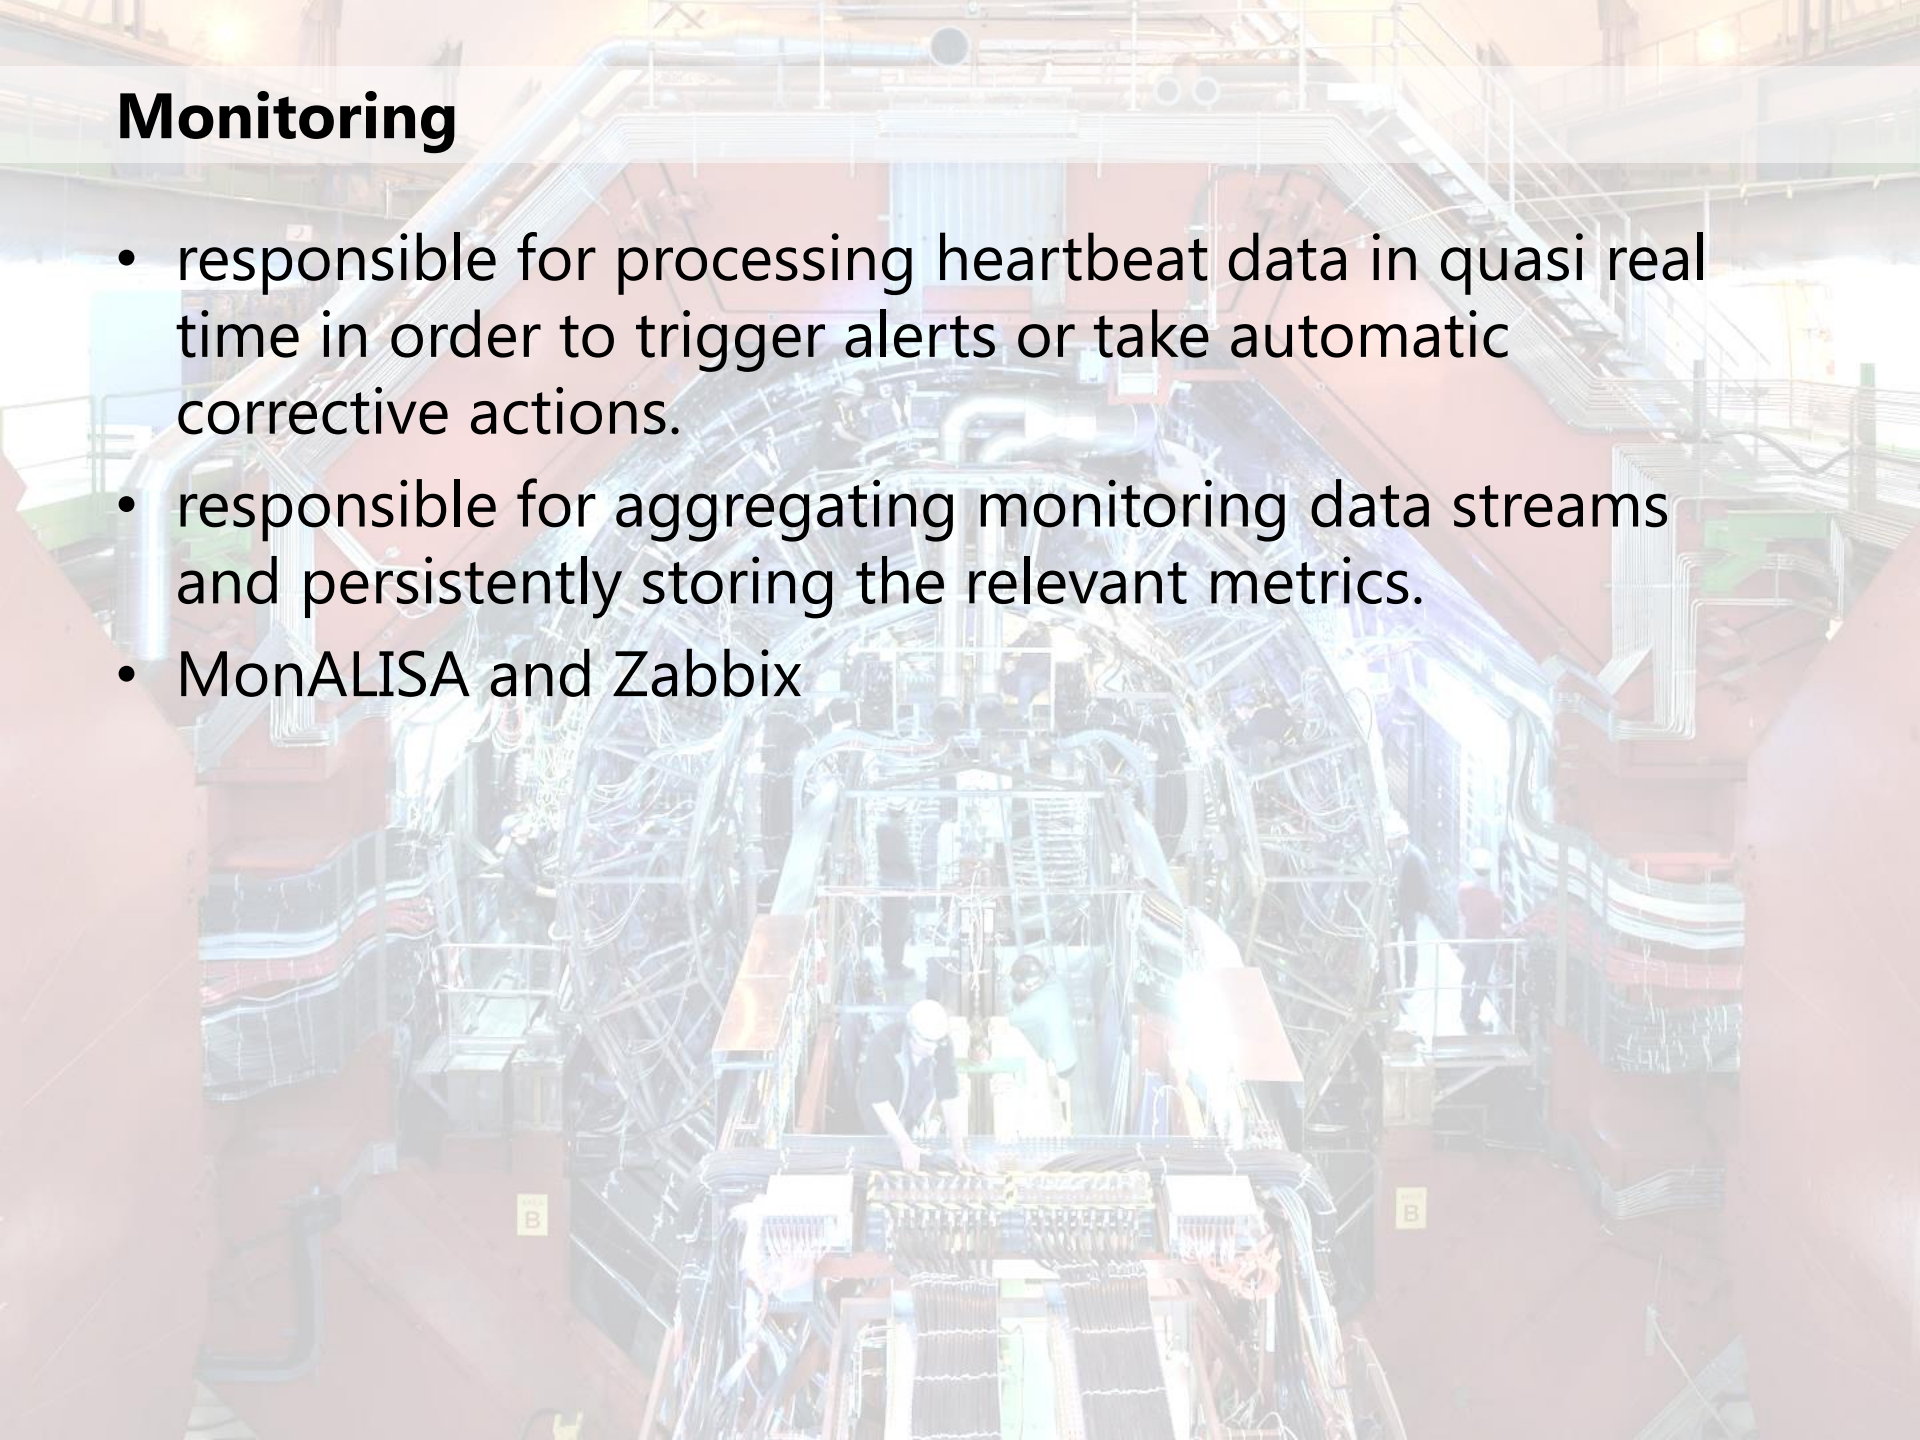 Monitoring
• responsible for processing heartbeat data in quasi real
time in order to trigger alerts or take automatic
corrective actions.
• responsible for aggregating monitoring data streams
and persistently storing the relevant metrics.
• MonALISA and Zabbix
B
B